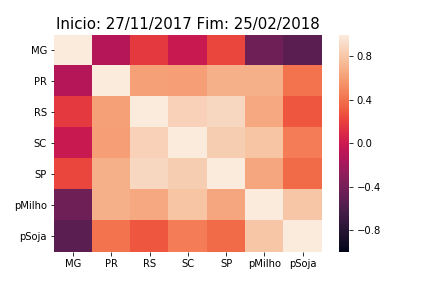 Inicio: 27/11/2017 Fim: 25/02/2018
MG
PR
RS
SC
SP
pMilho
pSoja
MG PR RS SC SP pMilho pSoja
0.8
0.4
0.0
−0.4
−0.8